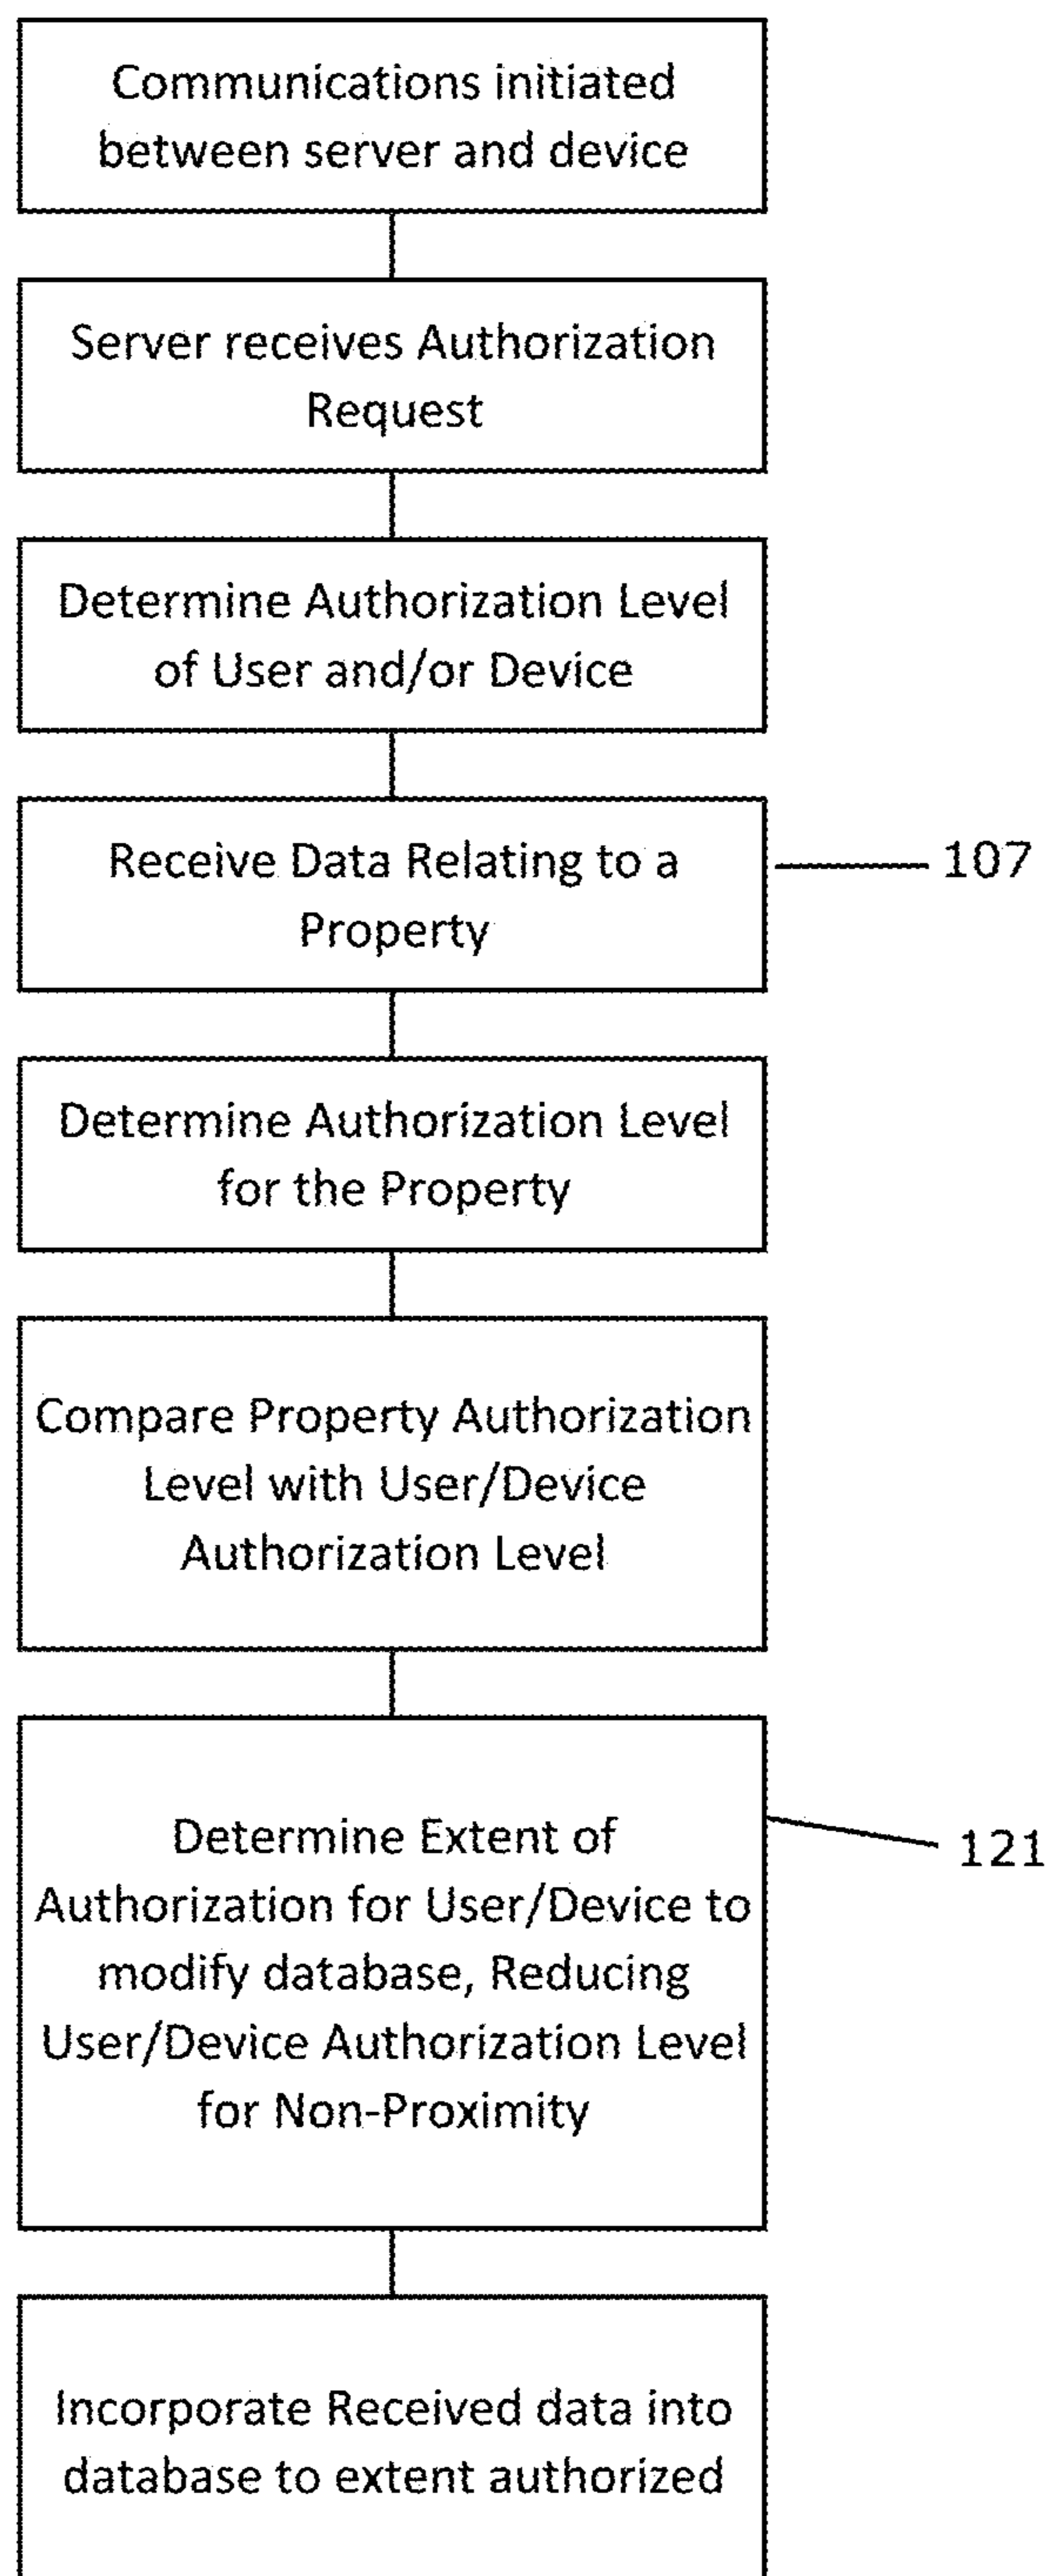 Communications initiated
between server and device
Server receives Authorization
Request
Determine Authorization Level
of User and/or Device
Receive Data Relating to a
Property
107
Determine Authorization Level
for the Property
Compare Property Authorization
Level with User/Device
Authorization Level
Determine Extent of
Authorization for User/Device to
modify database, Reducing
User/Device Authorization Level
for Non-Proximity
121
Incorporate Received data into
database to extent authorized